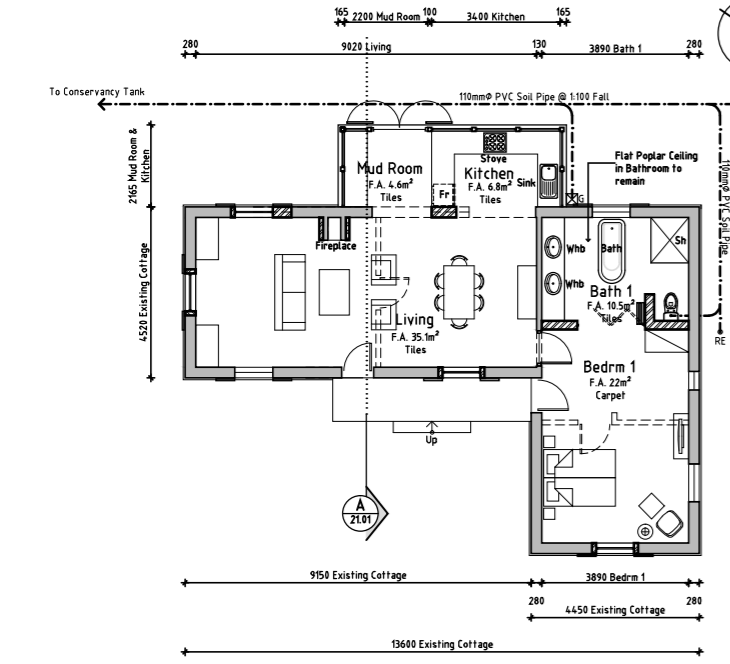 165 2200 Mud Room 100 3400 Kitchen 165
280 9020 Living 130 3890 Bath 1 280
To Conservancy Tank
110mmØ PVC Soil Pipe @ 1:100 Fall
2165 Mud Room &
Kitchen
Mud Room
F.A. 4.6m²
Tiles
Stove
Kitchen
F.A. 6.8m²
Tiles
Sink
Fr
Flat Poplar Ceiling
in Bathroom to
remain
110mmØ PVC Soil Pipe
G
4520 Existing Cottage
Fireplace
Whb
Bath
Sh
Whb
Bath 1
F.A. 10.5m²
Tiles
Living
F.A. 35.1m²
Tiles
RE
Bedrm 1
F.A. 22m²
Carpet
Up
A
21.01
9150 Existing Cottage
3890 Bedrm 1
280 280
4450 Existing Cottage
13600 Existing Cottage